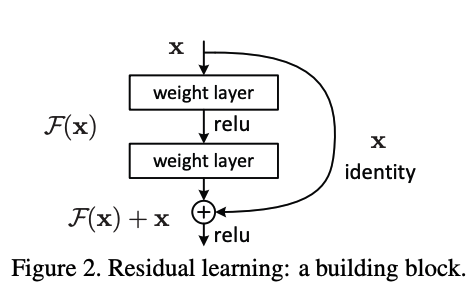 x
weight layer
F(x)
relu
x
weight layer
identity
F(x) + x
relu
Figure 2. Residual learning: a building block.